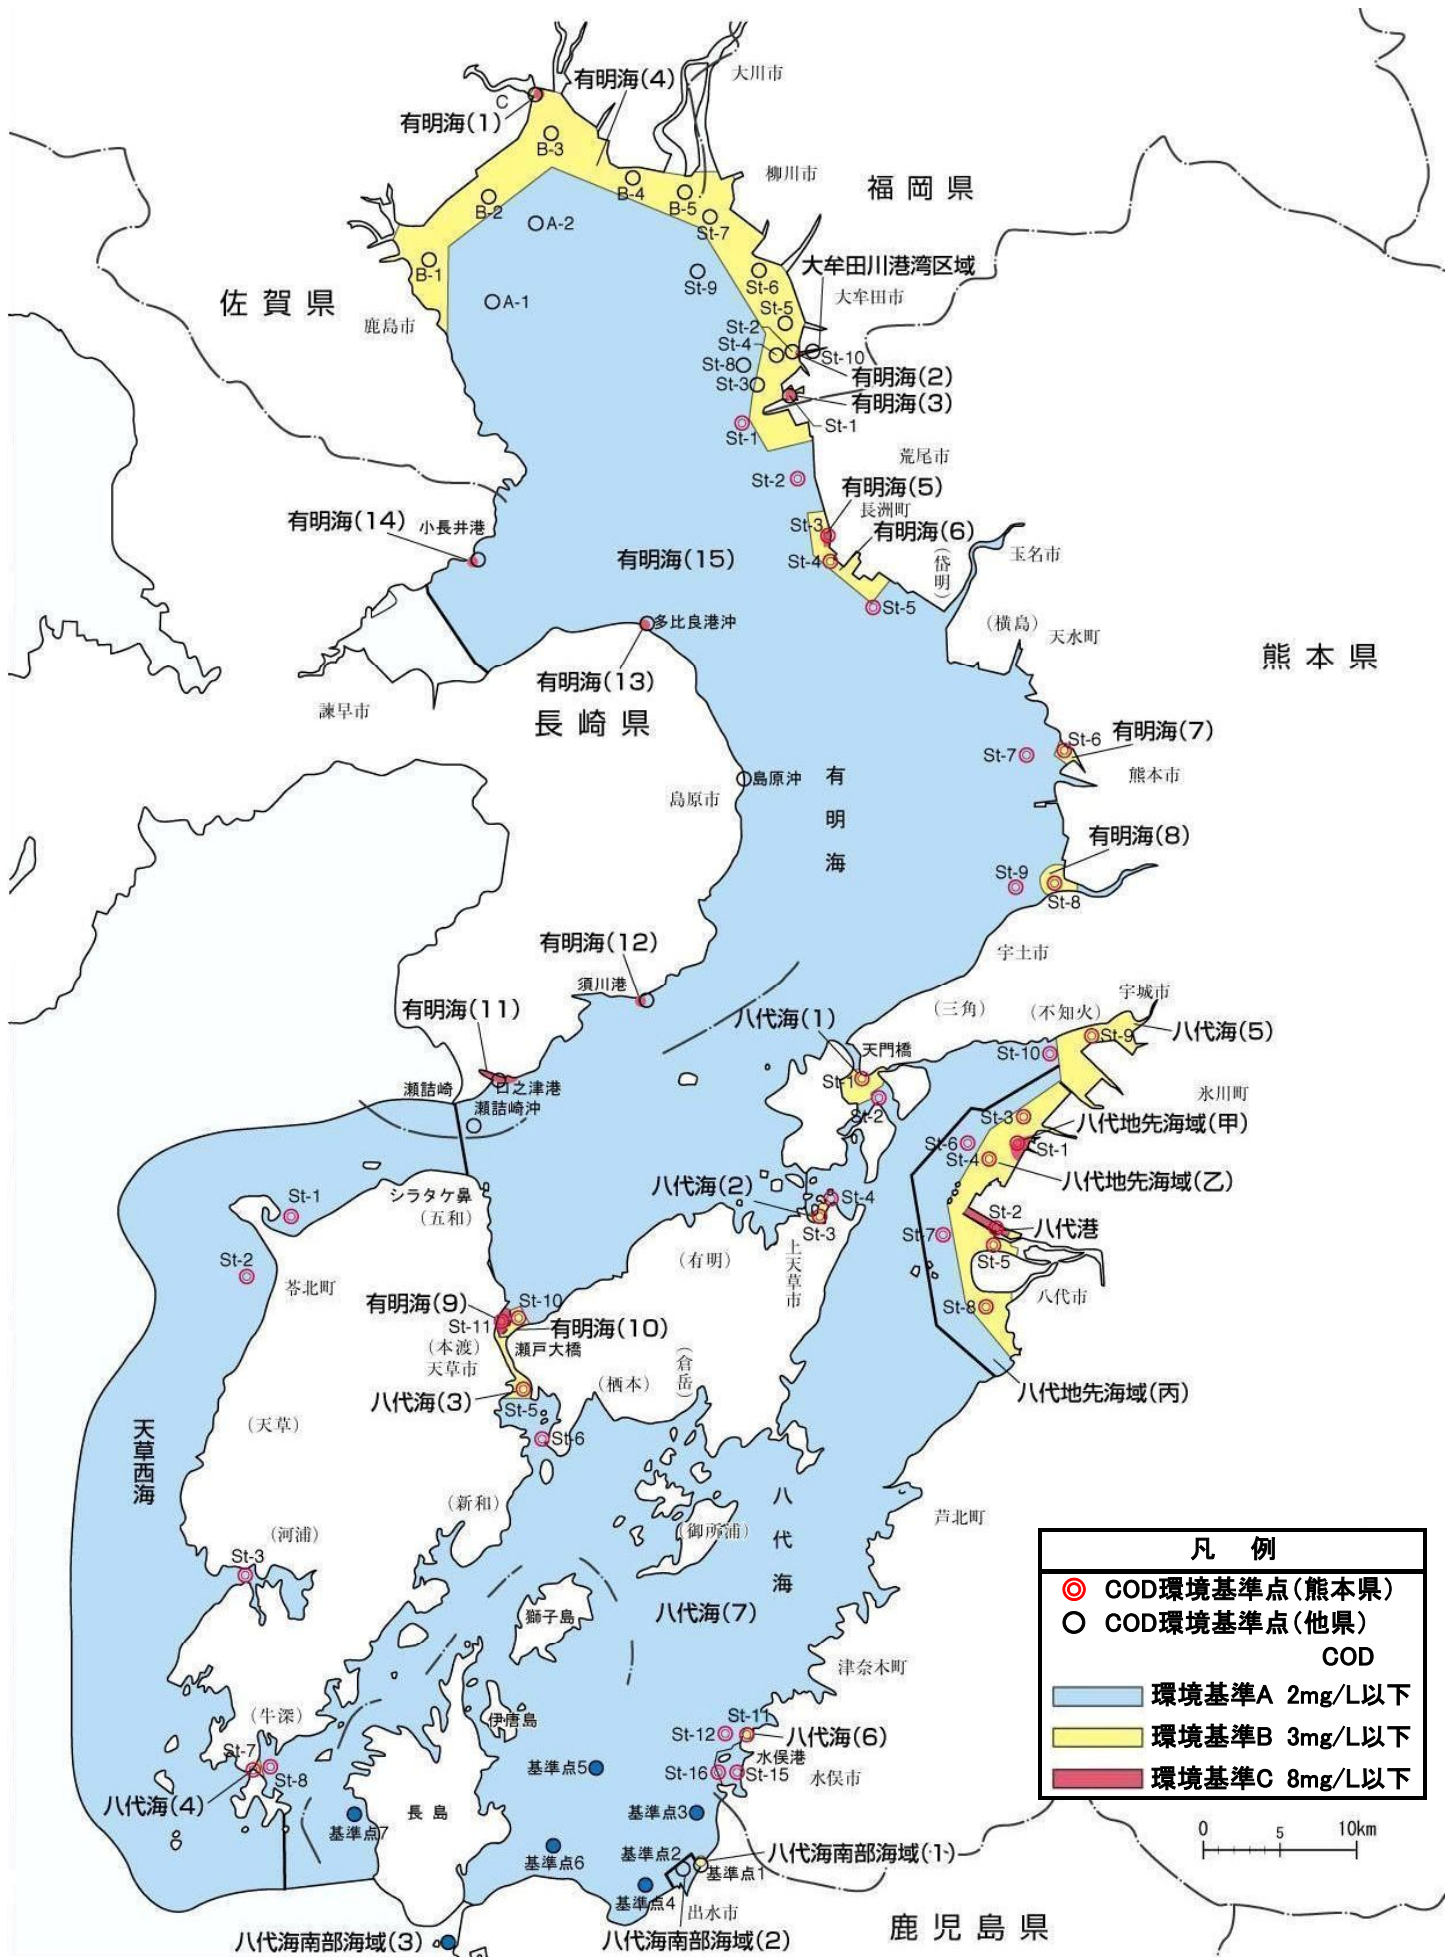 大川市
有明海(4)
C
有明海(1)
B-3
柳川市
福岡県
B-4
B-5
B-2
A-2
St-7
B-1
大牟田川港湾区域
St-9
St-6
大牟田市
佐賀県
A-1
St-5
鹿島市
St-2
St-4
St-10
St-8
有明海(2)
St-3
有明海(3)
St-1
St-1
荒尾市
St-2
有明海(5)
長洲町
有明海(14)
小長井港
St-3
有明海(6)
有明海(15)
St-4
(岱明)
玉名市
St-5
多比良港沖
(横島)
天水町
熊本県
有明海(13)
諫早市
長崎県
St-6
有明海(7)
St-7
島原沖
有明海
熊本市
島原市
有明海(8)
St-9
St-8
有明海(12)
宇土市
須川港
宇城市
有明海(11)
(三角)
(不知火)
八代海(1)
八代海(5)
天門橋
St-9
St-10
St-1
口之津港
瀬詰崎
瀬詰崎沖
St-2
氷川町
St-3
八代地先海域(甲)
St-6
St-1
St-4
八代海(2)
八代地先海域(乙)
シラタケ鼻
St-1
St-4
(五和)
St-3
St-2
八代港
St-7
(有明)
上天草市
St-2
St-5
苓北町
八代市
有明海(9)
St-10
St-8
St-11
有明海(10)
(本渡)
瀬戸大橋
天草市
(倉岳)
(栖本)
八代海(3)
八代地先海域(丙)
St-5
(天草)
St-6
天草西海
八代海
(新和)
芦北町
(河浦)
(御所浦)
St-3
凡 例
COD環境基準点(熊本県)
COD環境基準点(他県)
COD
環境基準A 2mg/L以下
環境基準B 3mg/L以下
環境基準C 8mg/L以下
獅子島
八代海(7)
津奈木町
(牛深)
伊唐島
St-11
St-12
八代海(6)
St-7
水俣港
St-8
基準点5
St-16
St-15
水俣市
八代海(4)
長島
基準点3
基準点7
0
5
10km
基準点2
八代海南部海域(1)
基準点6
基準点1
基準点4
出水市
鹿児島県
八代海南部海域(3)
八代海南部海域(2)